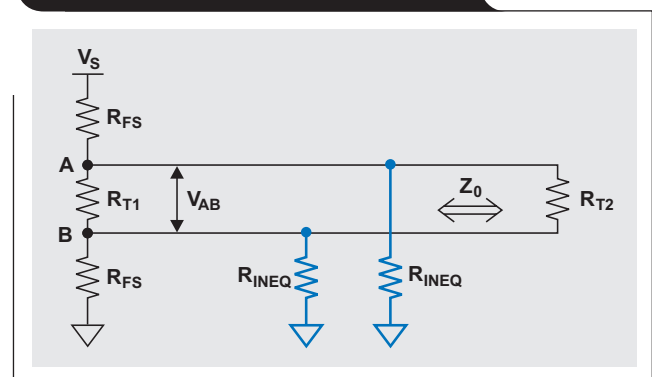 VS
RFS
A
RT1
VAB
Z0
RT2
B
RFS
RINEQ
RINEQ